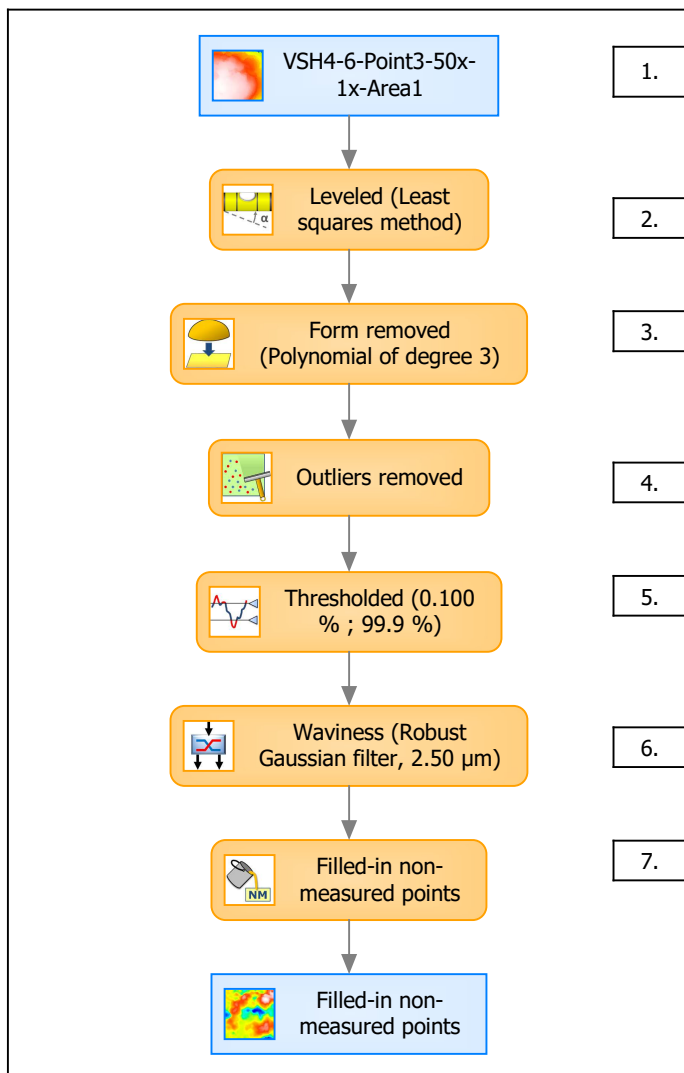 VSH4-6-Point3-50x-
1x-Area1
1.
α
Leveled (Least
squares method)
2.
Form removed
(Polynomial of degree 3)
3.
Outliers removed
4.
Thresholded (0.100
% ; 99.9 %)
5.
Waviness (Robust
Gaussian filter, 2.50 µm)
6.
NM
Filled-in non-
measured points
7.
Filled-in non-
measured points